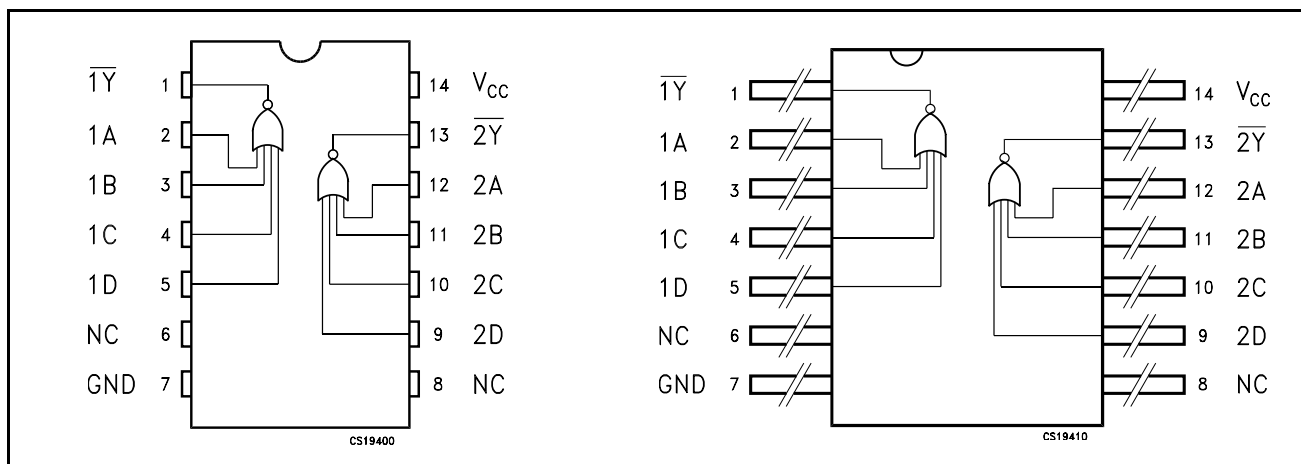 1Y 1 14 VCC
1A 2 13 2Y
1B 3 12 2A
1C 4 11 2B
1D 5 10 2C
NC 6 9 2D
GND 7 8 NC
CS19400
1Y 1 14 VCC
1A 2 13 2Y
1B 3 12 2A
1C 4 11 2B
1D 5 10 2C
NC 6 9 2D
GND 7 8 NC
CS19410